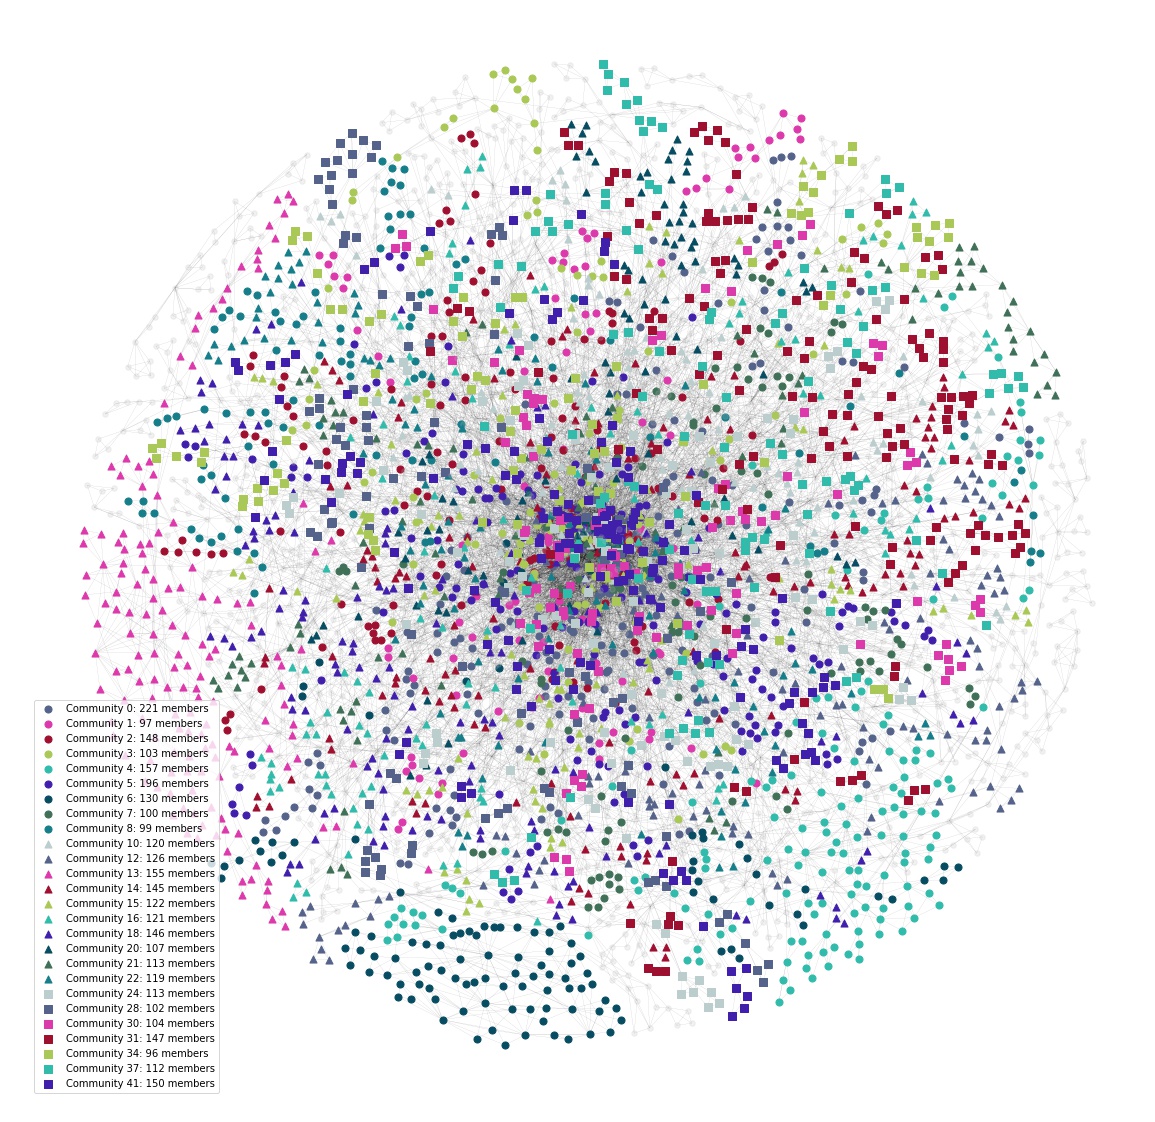 Community 0: 221 members
Community 1: 97 members
Community 2: 148 members
Community 3: 103 members
Community 4: 157 members
Community 5: 196 members
Community 6: 130 members
Community 7: 100 members
Community 8: 99 members
Community 10: 120 members
Community 12: 126 members
Community 13: 155 members
Community 14: 145 members
Community 15: 122 members
Community 16: 121 members
Community 18: 146 members
Community 20: 107 members
Community 21: 113 members
Community 22: 119 members
Community 24: 113 members
Community 28: 102 members
Community 30: 104 members
Community 31: 147 members
Community 34: 96 members
Community 37: 112 members
Community 41: 150 members